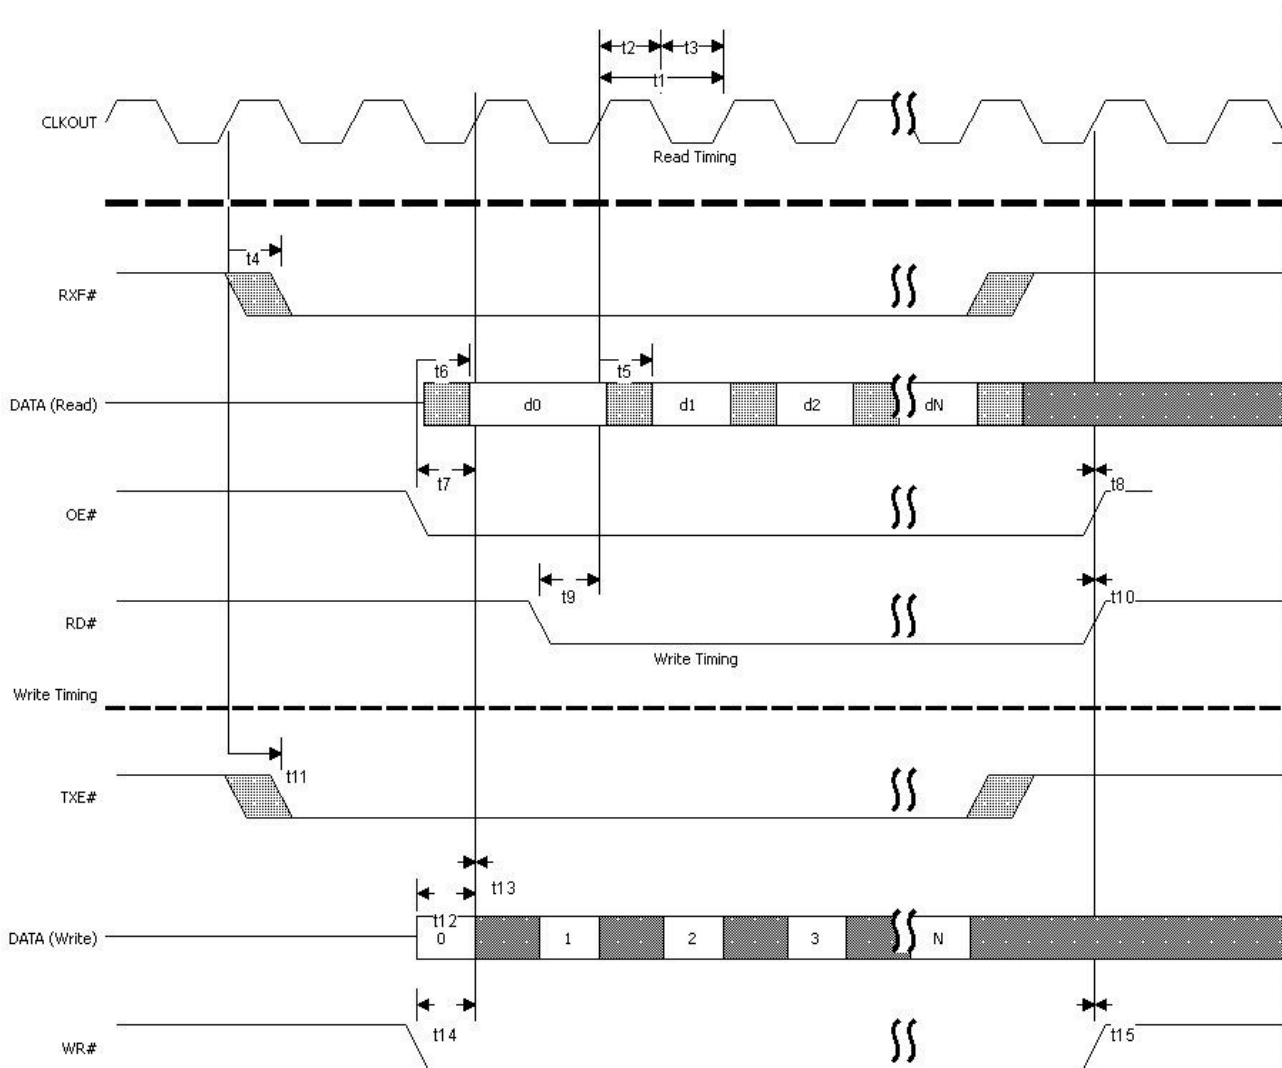 t2 t3
t1
CLKOUT
Read Timing
t4
RXF#
t6 t5
DATA (Read) d0 d1 d2 dN
t7 t8
OE#
t9 t10
RD#
Write Timing
Write Timing
t11
TXE#
t13
t12
DATA (Write) 0 1 2 3 N
t14 t15
WR#